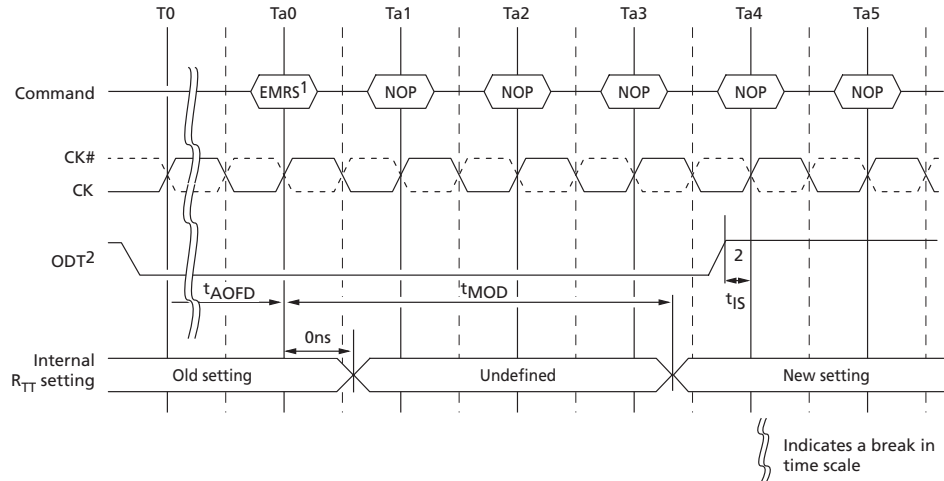 T0 Ta0 Ta1 Ta2 Ta3 Ta4 Ta5
Command EMRS1 NOP NOP NOP NOP NOP
CK#
CK
ODT2 2
tAOFD tMOD tIS
0ns
Internal
RTT setting Old setting Undefined New setting
Indicates a break in
time scale